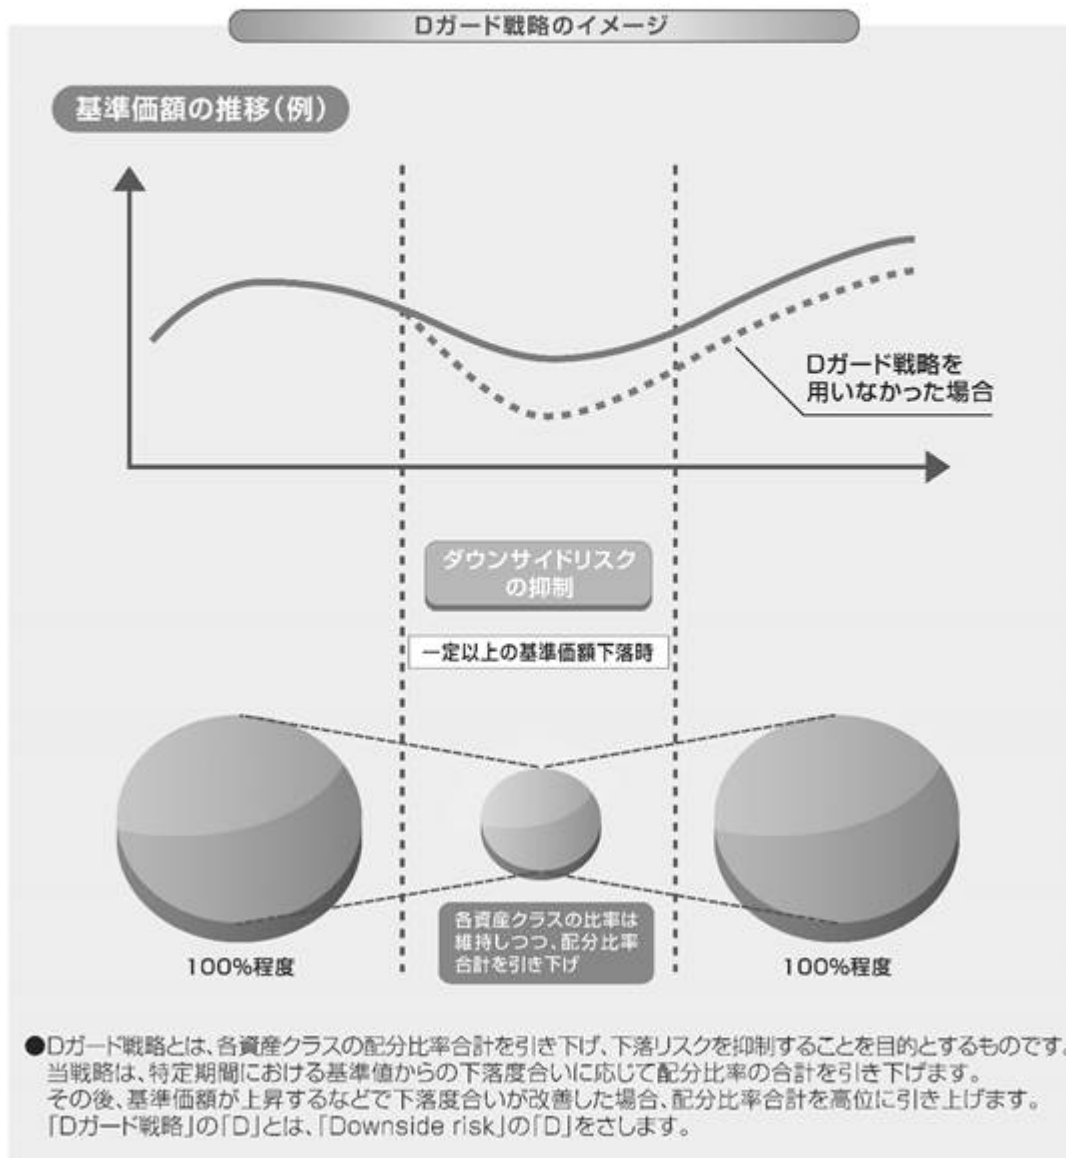 Dガード戦略のイメージ
基準価額の推移(例)
Dガード戦略を
用いなかった場合
ダウンサイドリスク
の抑制
一定以上の基準価額下落時
各資産クラスの比率は
維持しつつ、配分比率
合計を引き下げ
100%程度
100%程度
●Dガード戦略とは、各資産クラスの配分比率合計を引き下げ、下落リスクを抑制することを目的とするものです。
当戦略は、特定期間における基準値からの下落度合いに応じて配分比率の合計を引き下げます。
その後、基準価額が上昇するなどで下落度合いが改善した場合、配分比率合計を高位に引き上げます。
「Dガード戦略」の「D」とは、「Downside risk」の「D」をさします。